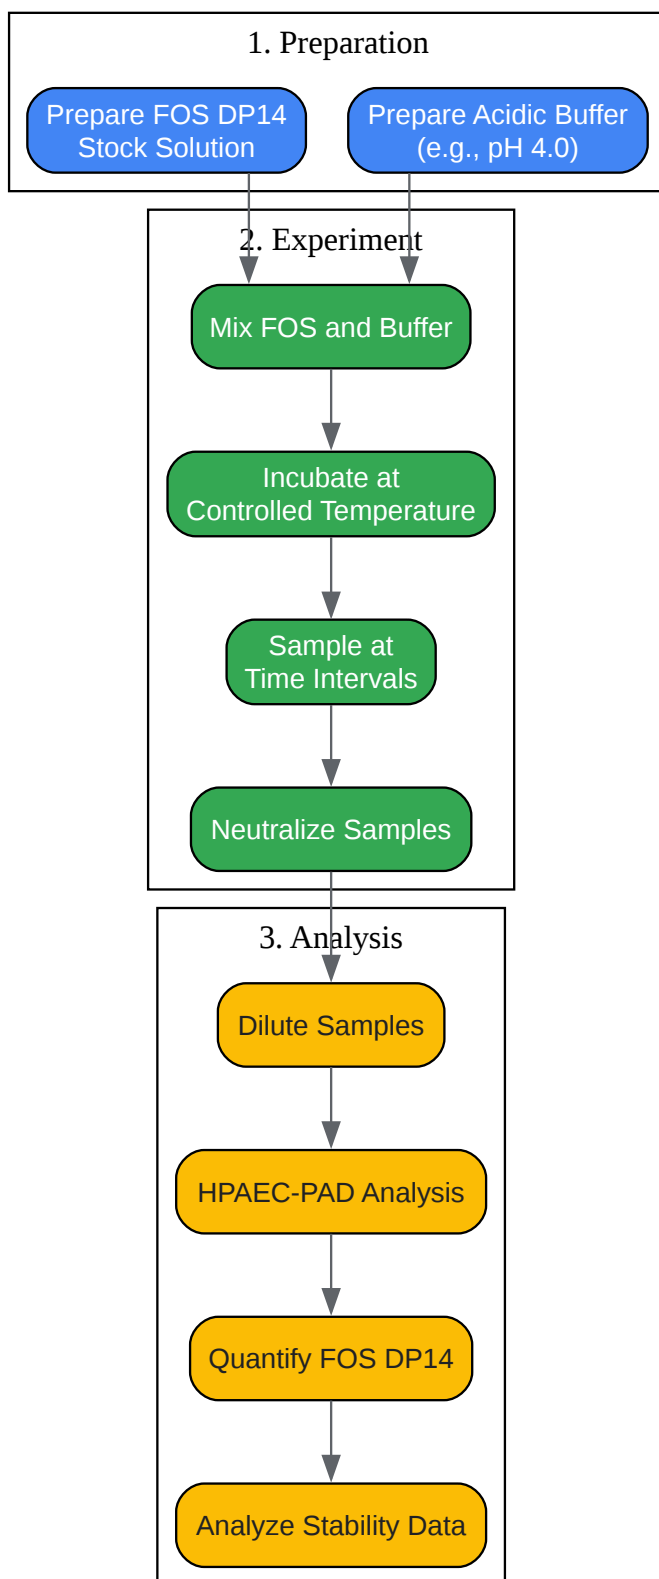 1. Preparation
Prepare FOS DP14
Stock Solution
Prepare Acidic Buffer
(e.g., pH 4.0)
2. Experiment
Mix FOS and Buffer
Incubate at
Controlled Temperature
Sample at
Time Intervals
Neutralize Samples
3. Analysis
Dilute Samples
HPAEC-PAD Analysis
Quantify FOS DP14
Analyze Stability Data